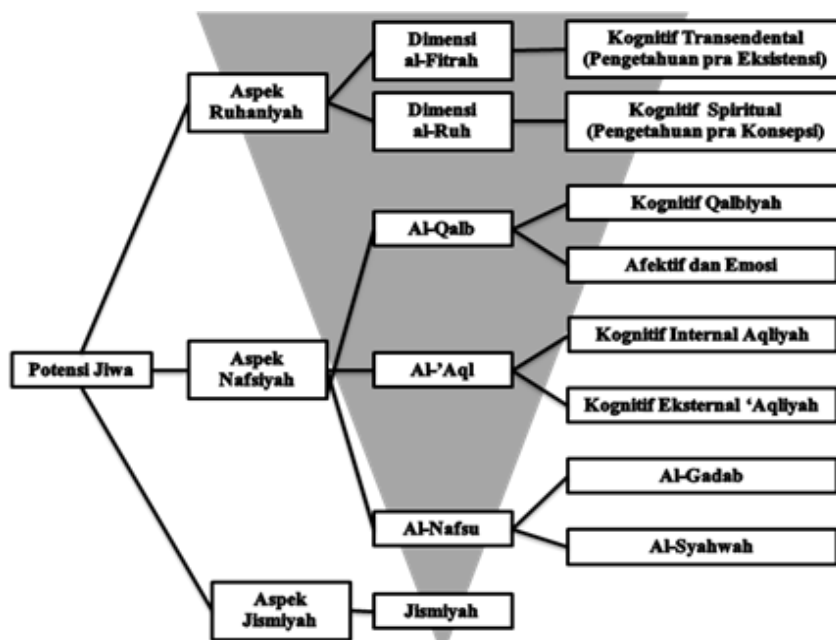 Dimensi
al-Fitrah
Kognitif Transendental
(Pengetahuan pra Eksistensi)
Aspek
Ruhaniyah
Dimensi
al-Ruh
Kognitif Spiritual
(Pengetahuan pra Konsepsi)
Al-Qalb
Kognitif Qalbiyah
Afektif dan Emosi
Potensi Jiwa
Aspek
Nafsiyah
Al-'Aql
Kognitif Internal Aqliyah
Kognitif Eksternal ‘Aqliyah
Al-Nafsu
Al-Gadab
Al-Syahwah
Aspek
Jismiyah
Jismiyah